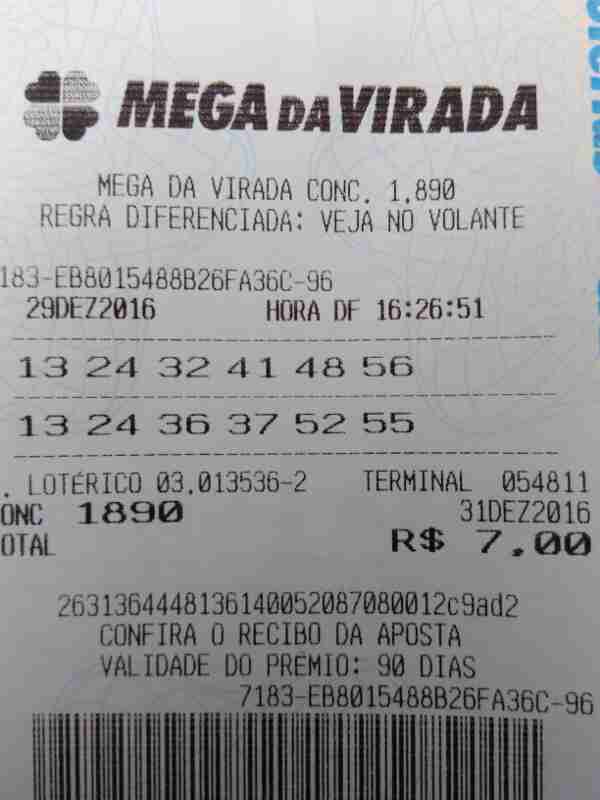 MEGA DA VIRADA
MEGA DA VIRADA CONC. 1.890
REGRA DIFERENCIADA: VEJA NO VOLANTE
183-EB8015488B26FA36C-96
29DEZ2016 HORA DF 16:26:51
13 24 32 41 48 56
13 24 36 37 52 55
. LOTÉRICO 03.013536-2 TERMINAL 054811
ONC 1890 31DEZ2016
OTAL R$ 7,00
2631364448136140052087080012c9ad2
CONFIRA O RECIBO DA APOSTA
VALIDADE DO PRÊMIO: 90 DIAS
7183-EB8015488B26FA36C-96